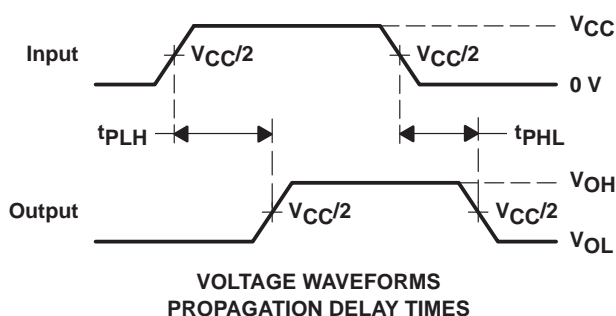 VCC
Input
VCC/2
VCC/2
0 V
tPLH
tPHL
VOH
Output
VCC/2
VCC/2
VOL
VOLTAGE WAVEFORMS
PROPAGATION DELAY TIMES